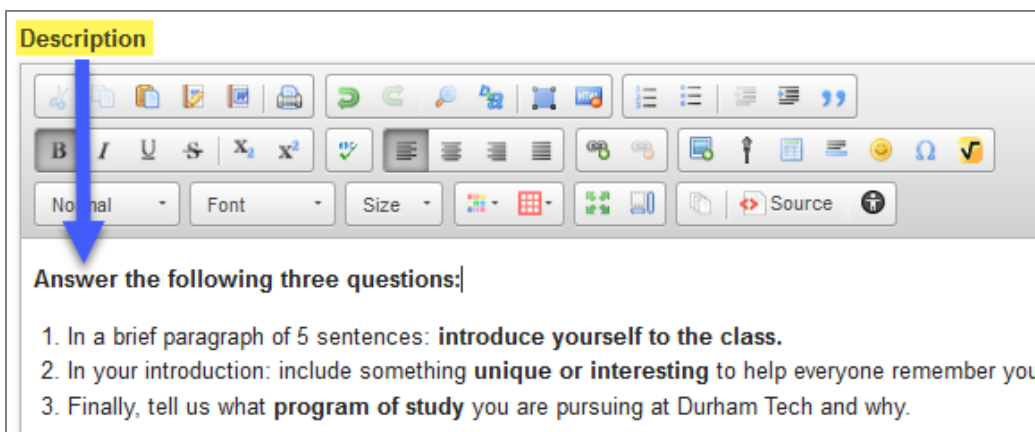 Description
B I U S X₂ x²
Normal Font Size Source
Answer the following three questions:
1. In a brief paragraph of 5 sentences: introduce yourself to the class.
2. In your introduction: include something unique or interesting to help everyone remember you
3. Finally, tell us what program of study you are pursuing at Durham Tech and why.